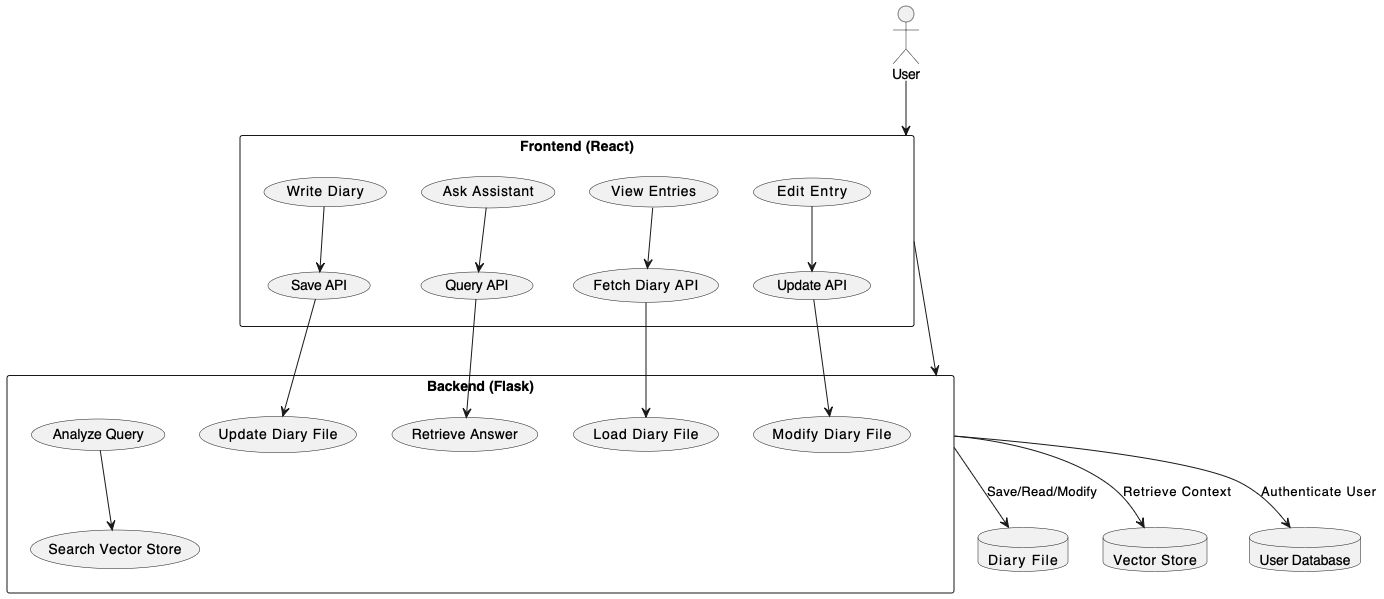 User
Frontend (React)
Write Diary
Ask Assistant
View Entries
Edit Entry
Save API
Query API
Fetch Diary API
Update API
Backend (Flask)
Analyze Query
Update Diary File
Retrieve Answer
Load Diary File
Modify Diary File
Save/Read/Modify
Retrieve Context
Authenticate User
Search Vector Store
Diary File
Vector Store
User Database